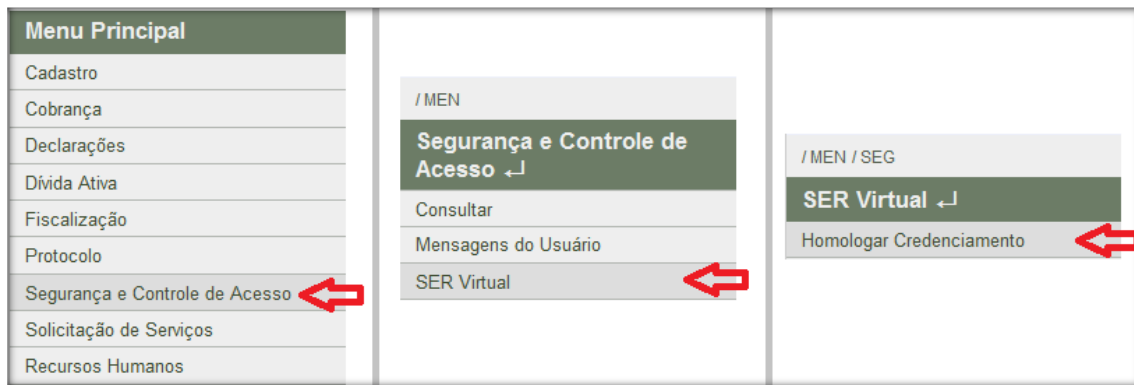 Menu Principal
Cadastro
Cobrança
Declarações
Dívida Ativa
Fiscalização
Protocolo
Segurança e Controle de Acesso
Solicitação de Serviços
Recursos Humanos
/ MEN
Segurança e Controle de
Acesso ↵
Consultar
Mensagens do Usuário
SER Virtual
/ MEN / SEG
SER Virtual ↵
Homologar Credenciamento